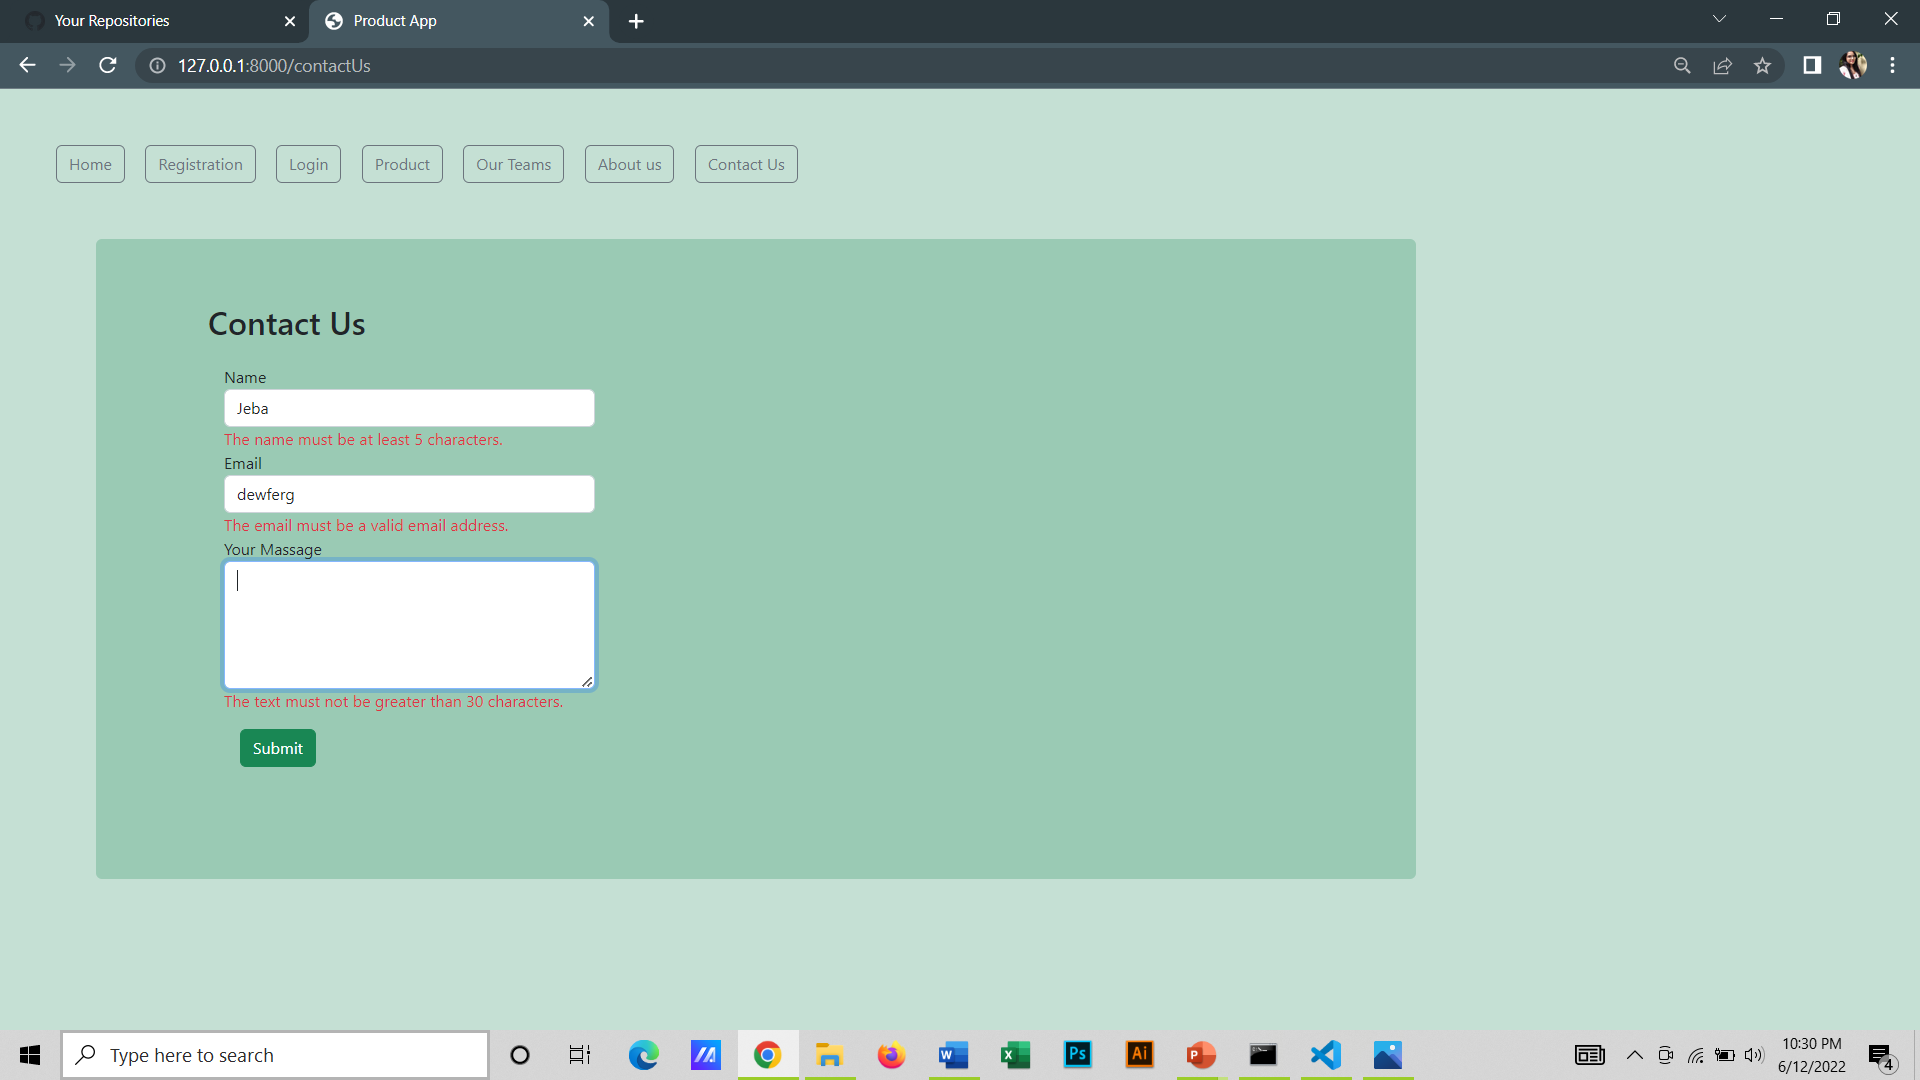 Your Repositories
Product App
127.0.0.1:8000/contactUs
Home Registration Login Product Our Teams About us Contact Us
Contact Us
Name
Jeba
The name must be at least 5 characters.
Email
dewferg
The email must be a valid email address.
Your Massage
The text must not be greater than 30 characters.
Submit
Type here to search
W
X
Ps
Ai
P
10:30 PM
6/12/2022
4